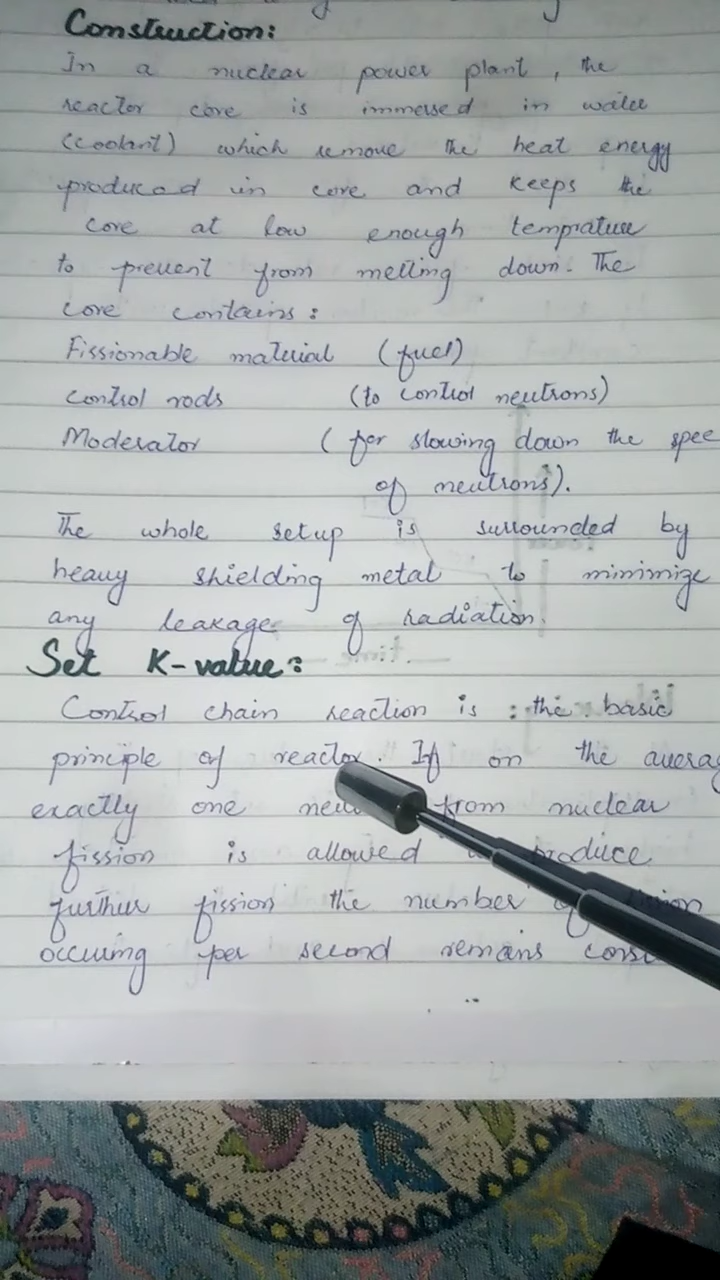 Construction:
In a nuclear power plant, the
reactor core is immersed in water
(coolant) which remove the heat energy
produced in core and keeps the
core at low enough temprature
to prevent from melting down. The
core contains:
Fissionable material (fuel)
Control rods (to control neutrons)
Moderator (for slowing down the spee
of neutrons).
The whole setup is surrounded by
heavy shielding metal to minimize
any leakage of radiation.
Set K-value:
Control chain reaction is : the basic
principle of reactor. If on the averag
exactly one from nuclear
fission is allowed produce
further fission the number
occuring per second remains